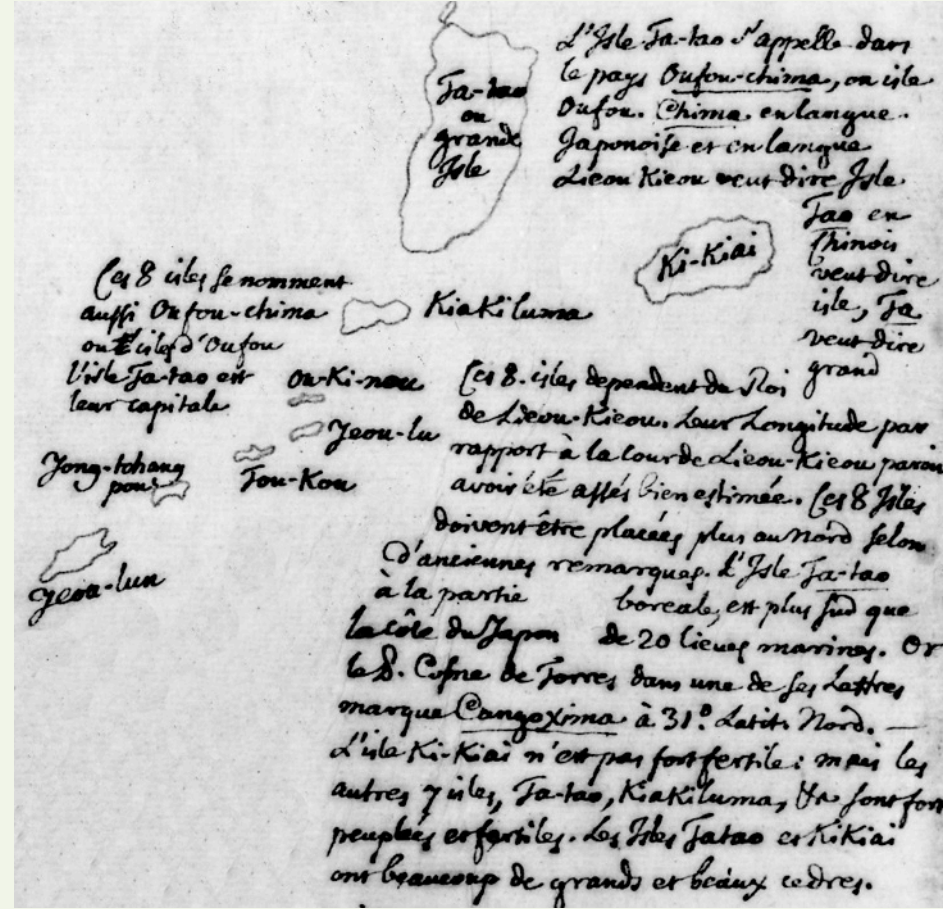 L'Isle Ta-tao s'appelle dans
le pays Oufou-chima, ou isle
Oufou. Chima en langue
Japonoise et en langue
Lieou Kieou veut dire Isle
Tao en
Chinois
veut dire
isle, Ta
veut dire
grand
Ta-tao
ou
grande
Isle
Ki-Kiai
Ces 8 isles se nomment
aussi Oufou-chima
ou isles d'Oufou
l'isle Ta-tao est
leur capitale
KiaKiluma
Ou-Ki-nou
Jeou-lu
Fou-Kou
Jong-tchang
pou
Jeou-lun
Ces 8. isles dependent du Roi
de Lieou-Kieou. Leur Longitude par
rapport à la Cour de Lieou-Kieou paroit
avoir été assés bien estimée. Ces 8 Isles
doivent être placées plus au Nord selon
d'anciennes remarques. L'Isle Ta-tao
à la partie boreale, est plus sud que
la côte du Japon de 20 lieues marines. Or
le P. Cosme de Torres dans une de ses Lettres
marque Cangoxima à 31.° Latit. Nord. —
L'isle Ki-Kiai n'est pas fort fertile: mais les
autres 7 isles, Ta-tao, KiaKiluma, &c sont fort
peuplées et fertiles. Les Isles Tatao et KiKiai
ont beaucoup de grands et beaux cedres.